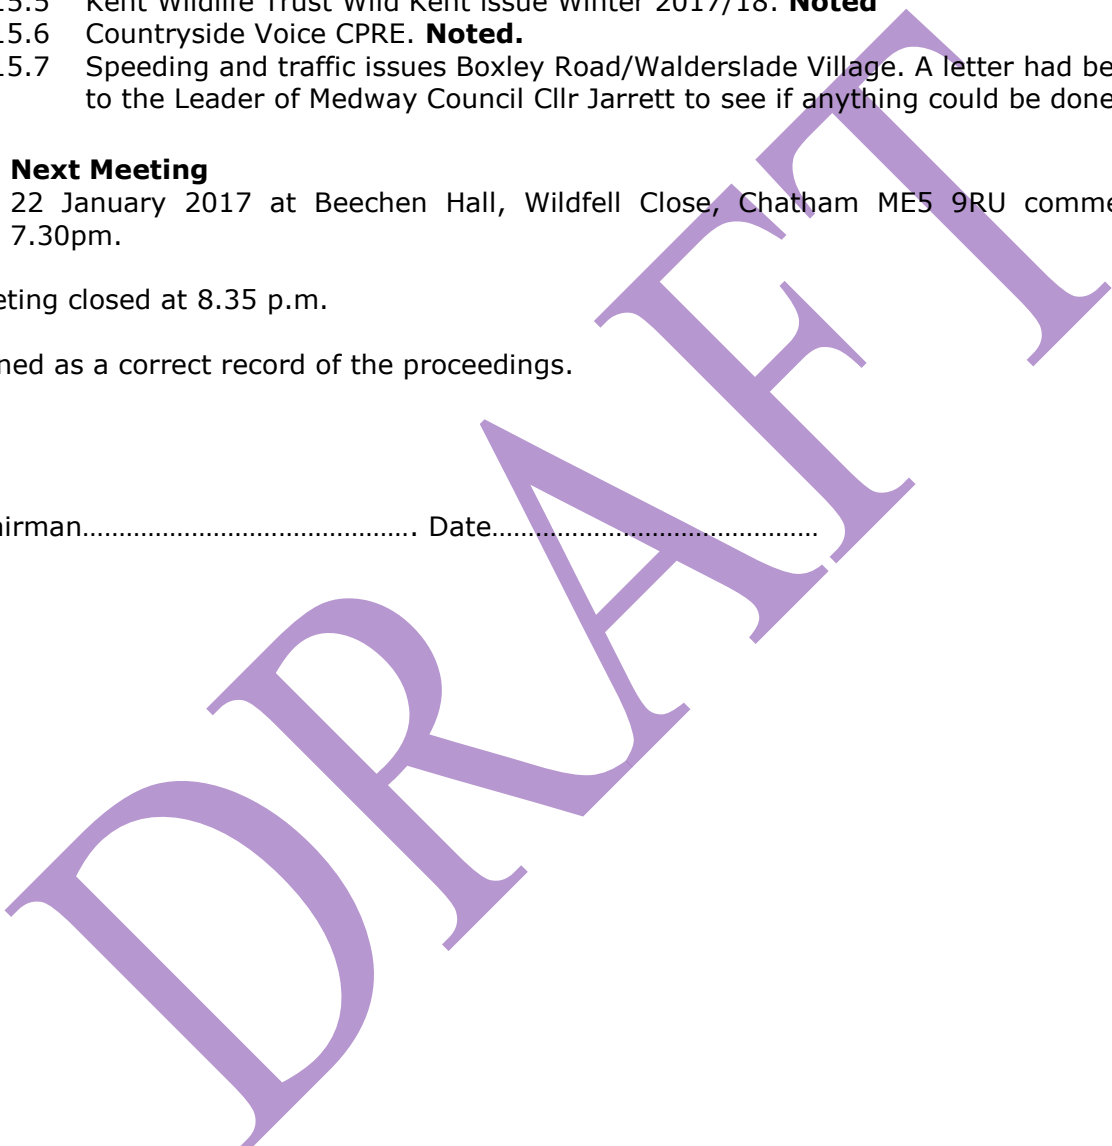 15.5 Kent Wildlife Trust Wild Kent issue Winter 2017/18. Noted
15.6 Countryside Voice CPRE. Noted.
15.7 Speeding and traffic issues Boxley Road/Walderslade Village. A letter had be
to the Leader of Medway Council Cllr Jarrett to see if anything could be done
Next Meeting
22 January 2017 at Beechen Hall, Wildfell Close, Chatham ME5 9RU comme
7.30pm.
eting closed at 8.35 p.m.
ned as a correct record of the proceedings.
airman………………………………………. Date………………………………………
DRAFT